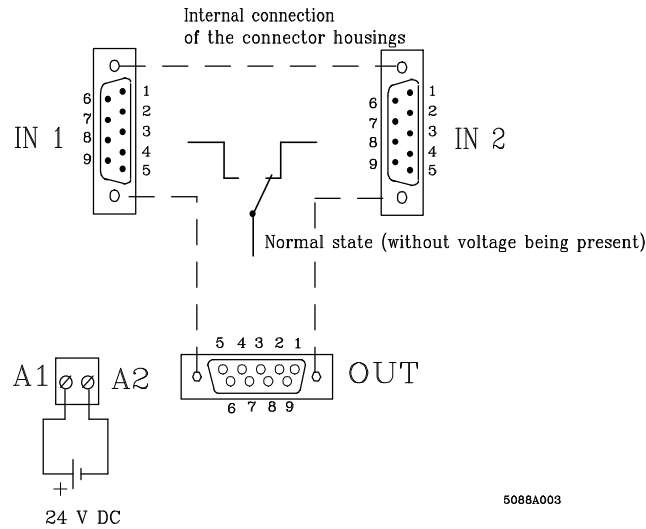 Internal connection
of the connector housings
IN 1
6
7
8
9
1
2
3
4
5
6
7
8
9
1
2
3
4
5
IN 2
Normal state (without voltage being present)
5 4 3 2 1
OUT
6 7 8 9
A1
A2
+
24 V DC
5088A003